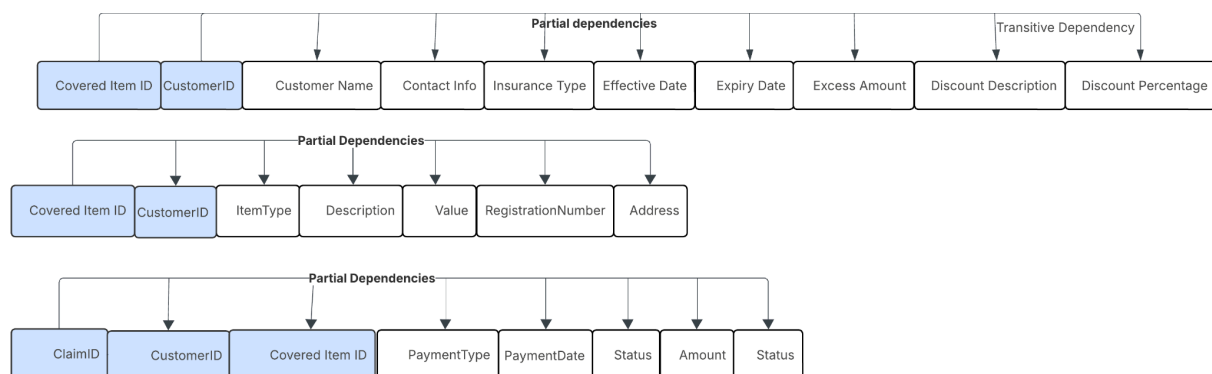 Partial dependencies
Transitive Dependency
Covered Item ID CustomerID Customer Name Contact Info Insurance Type Effective Date Expiry Date Excess Amount Discount Description Discount Percentage
Partial Dependencies
Covered Item ID CustomerID ItemType Description Value RegistrationNumber Address
Partial Dependencies
ClaimID CustomerID Covered Item ID PaymentType PaymentDate Status Amount Status